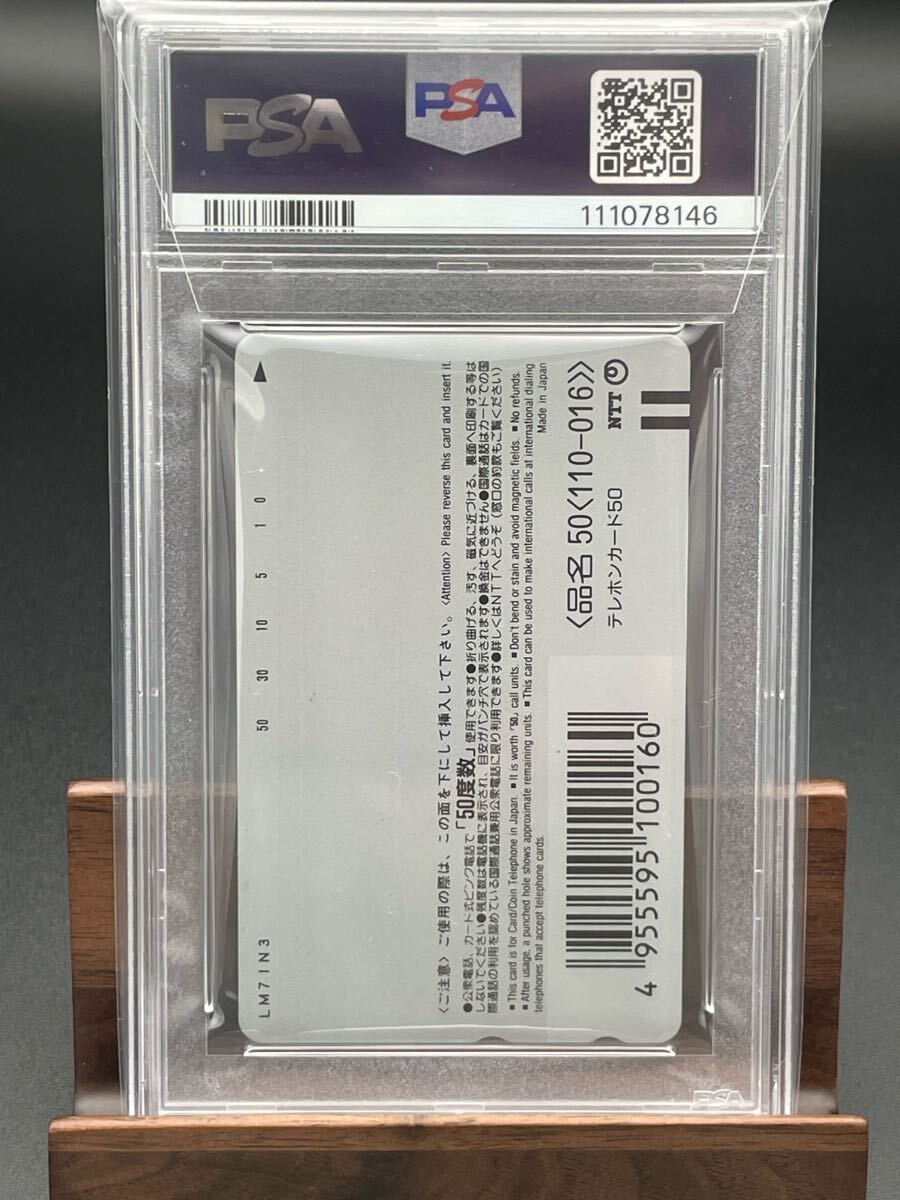 PSA
PSA
111078146
LM7IN3
50 30 10 5 1 0
〈ご注意〉ご使用の際は、この面を下にして挿入して下さい。〈Attention〉Please reverse this card and insert it.
●公衆電話、カード式ピンク電話で「50度数」使用できます●折り曲げる、汚す、磁気に近づける、裏面へ印刷する等は
しないでください●残度数は電話機に表示され、目安がパンチ穴で表示されます●換金はできません●国際通話はカードでの国
際通話の利用を認めている国際通話兼用公衆電話に限り利用できます●詳しくはNTTへどうぞ（窓口の約款もご覧ください）
■ This card is for Card/Coin Telephone in Japan. ■ It is worth「50」call units. ■ Don't bend or stain and avoid magnetic fields. ■ No refunds.
■ After usage, a punched hole shows approximate remaining units. ■ This card can be used to make international calls at international dialing
telephones that accept telephone cards.
Made in Japan
《品名 50〈110-016〉》
テレホンカード50
NTT
4 955595 100160
PSA